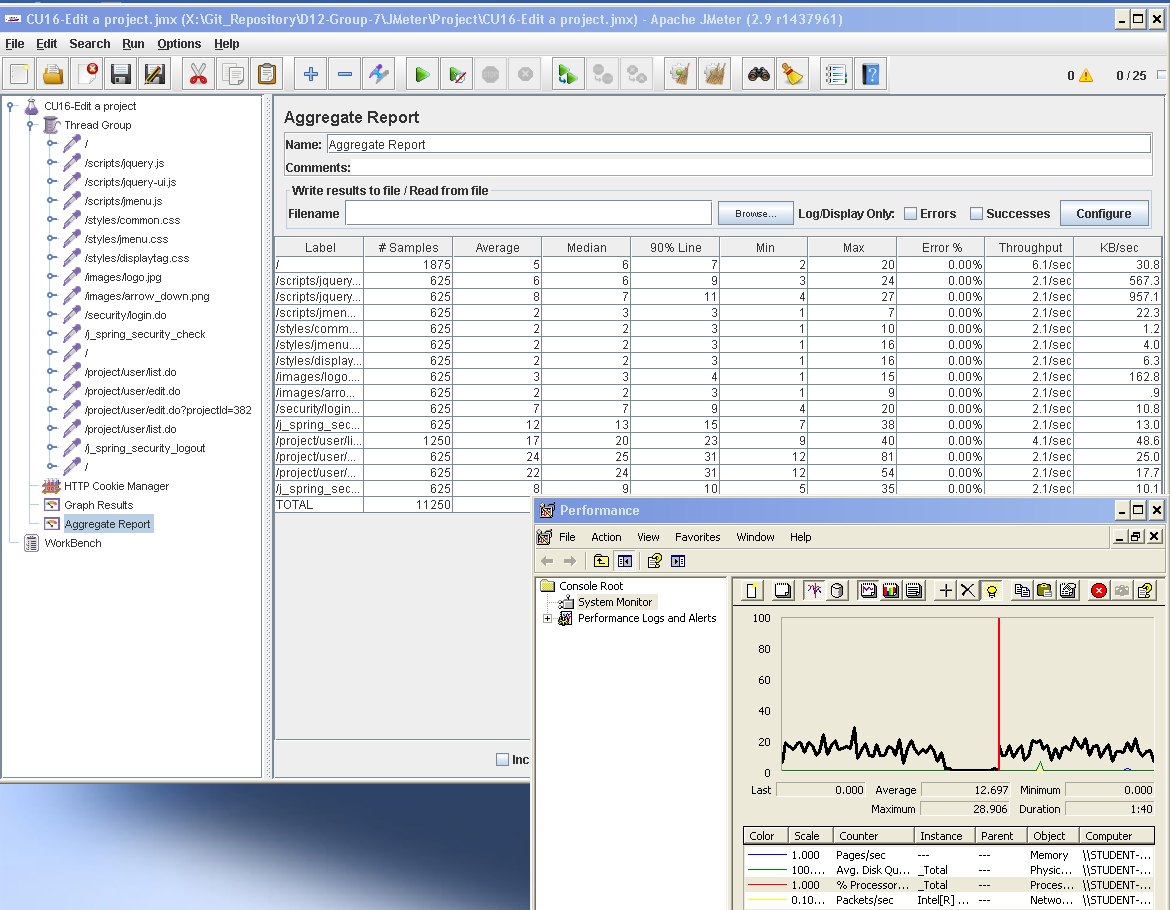 CU16-Edit a project.jmx (X:\Git_Repository\D12-Group-7\JMeter\Project\CU16-Edit a project.jmx) - Apache JMeter (2.9 r1437961)
File Edit Search Run Options Help
0 0 / 25
CU16-Edit a project
Thread Group
/
/scripts/jquery.js
/scripts/jquery-ui.js
/scripts/jmenu.js
/styles/common.css
/styles/jmenu.css
/styles/displaytag.css
/images/logo.jpg
/images/arrow_down.png
/security/login.do
/j_spring_security_check
/
/project/user/list.do
/project/user/edit.do
/project/user/edit.do?projectId=382
/project/user/list.do
/j_spring_security_logout
/
HTTP Cookie Manager
Graph Results
Aggregate Report
WorkBench
Aggregate Report
Name: Aggregate Report
Comments:
Write results to file / Read from file
Filename Browse... Log/Display Only: Errors Successes Configure
Label # Samples Average Median 90% Line Min Max Error % Throughput KB/sec
/ 1875 5 6 7 2 20 0.00% 6.1/sec 30.8
/scripts/jquery... 625 6 6 9 3 24 0.00% 2.1/sec 567.3
/scripts/jquery... 625 8 7 11 4 27 0.00% 2.1/sec 957.1
/scripts/jmen... 625 2 3 3 1 7 0.00% 2.1/sec 22.3
/styles/comm... 625 2 2 3 1 10 0.00% 2.1/sec 1.2
/styles/jmenu... 625 2 2 3 1 16 0.00% 2.1/sec 4.0
/styles/display... 625 2 2 3 1 16 0.00% 2.1/sec 6.3
/images/logo.... 625 3 3 4 1 15 0.00% 2.1/sec 162.8
/images/arro... 625 2 2 3 1 9 0.00% 2.1/sec .9
/security/login... 625 7 7 9 4 20 0.00% 2.1/sec 10.8
/j_spring_sec... 625 12 13 15 7 38 0.00% 2.1/sec 13.0
/project/user/li... 1250 17 20 23 9 40 0.00% 4.1/sec 48.6
/project/user/... 625 24 25 31 12 81 0.00% 2.1/sec 25.0
/project/user/... 625 22 24 31 12 54 0.00% 2.1/sec 17.7
/j_spring_sec... 625 8 9 10 5 35 0.00% 2.1/sec 10.1
TOTAL 11250
Inc
Performance
File Action View Favorites Window Help
Console Root
System Monitor
Performance Logs and Alerts
100
80
60
40
20
0
Last 0.000 Average 12.697 Minimum 0.000
Maximum 28.906 Duration 1:40
Color Scale Counter Instance Parent Object Computer
1.000 Pages/sec --- --- Memory \\STUDENT-...
100.... Avg. Disk Qu... _Total --- Physic... \\STUDENT-...
1.000 % Processor... _Total --- Proces... \\STUDENT-...
0.10... Packets/sec Intel[R] ... --- Netwo... \\STUDENT-...